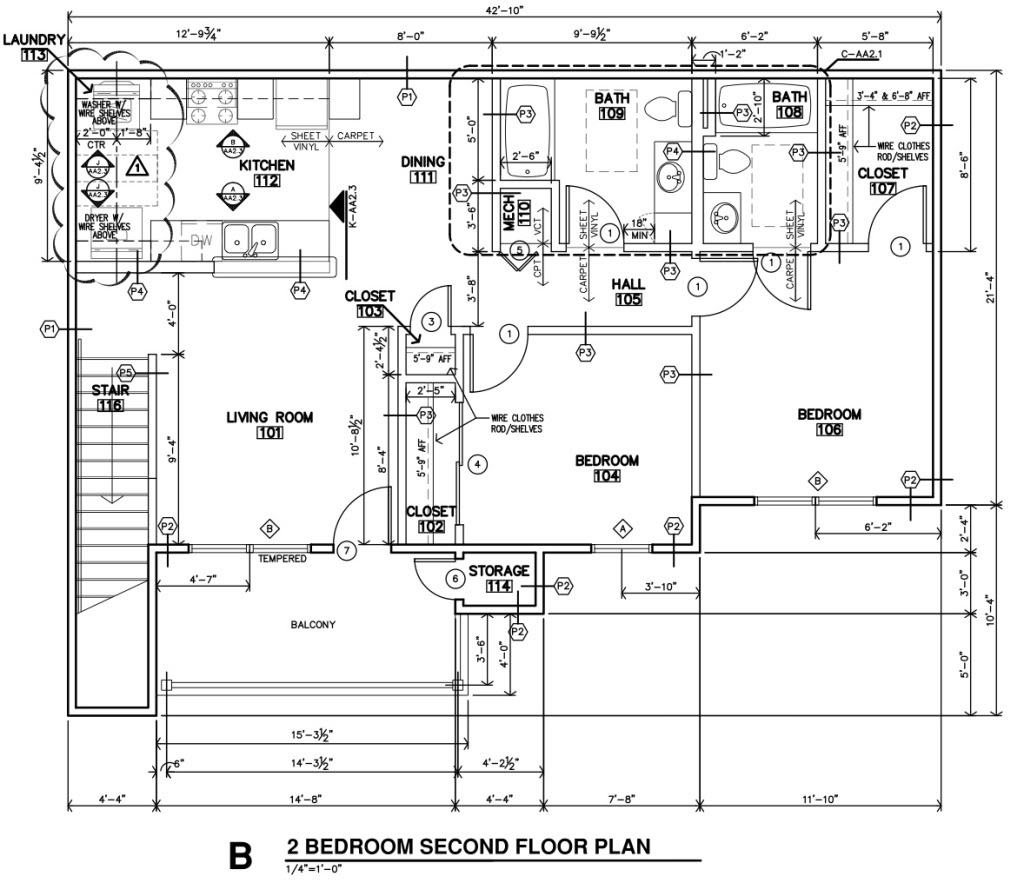 42'-10"
12'-9¾"
8'-0"
9'-9½"
6'-2"
5'-8"
1'-2"
C-AA2.1
LAUNDRY
113
WASHER W/
WIRE SHELVES
ABOVE
2'-0"
1'-8"
CTR
J
AA2.3
J
AA2.3
1
DRYER W/
WIRE SHELVES
ABOVE
9'-4½"
B
AA2.3
KITCHEN
112
A
AA2.3
DW
SHEET
VINYL
CARPET
P1
DINING
111
K-AA2.3
5'-0"
3'-6"
3'-8"
P3
2'-6"
BATH
109
P3
MECH
110
VCT
CPT
5
SHEET
VINYL
CARPET
1
18"
MIN
P4
P3
P3
2'-10"
BATH
108
P3
SHEET
VINYL
CARPET
1
5'-9" AFF
3'-4" & 6'-8" AFF
P2
WIRE CLOTHES
ROD/SHELVES
CLOSET
107
P3
1
8'-6"
21'-4"
P4
P4
P1
4'-0"
CLOSET
103
3
5'-9" AFF
2'-4½"
HALL
105
1
1
P3
P3
P5
STAIR
116
LIVING ROOM
101
9'-4"
10'-8½"
8'-4"
2'-5"
P3
5'-9" AFF
WIRE CLOTHES
ROD/SHELVES
4
CLOSET
102
BEDROOM
104
BEDROOM
106
B
P2
6'-2"
P2
B
TEMPERED
7
A
P2
4'-7"
6
STORAGE
114
P2
P2
3'-10"
2'-4"
3'-0"
10'-4"
BALCONY
3'-6"
4'-0"
5'-0"
15'-3½"
6"
14'-3½"
4'-2½"
4'-4"
14'-8"
4'-4"
7'-8"
11'-10"
B
2 BEDROOM SECOND FLOOR PLAN
1/4"=1'-0"